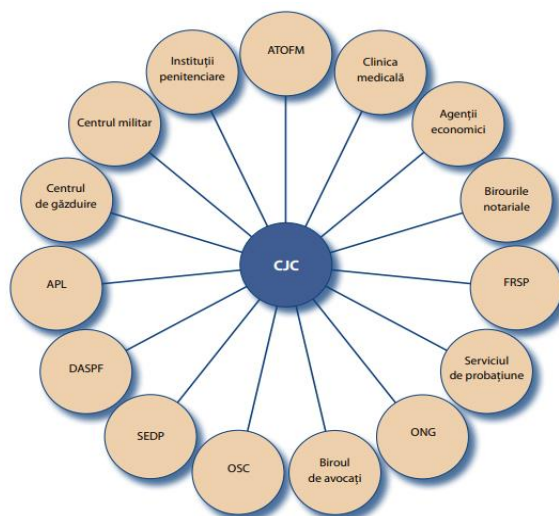 ATOFM
Clinica
medicală
Agenții
economici
Birourile
notariale
FRSP
Serviciul
de probațiune
ONG
Biroul
de avocați
OSC
SEDP
DASPF
APL
Centrul
de găzduire
Centrul militar
Instituții
penitenciare
CJC